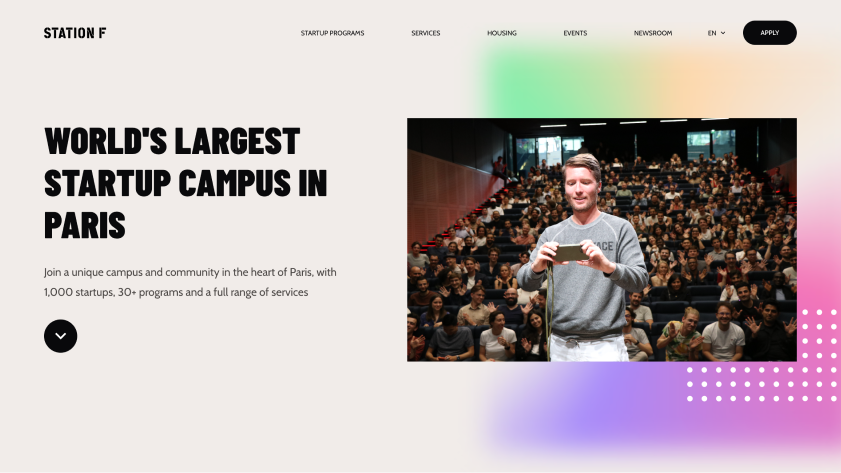 STATION F
STARTUP PROGRAMS
SERVICES
HOUSING
EVENTS
NEWSROOM
EN
APPLY
WORLD'S LARGEST
STARTUP CAMPUS IN
PARIS
Join a unique campus and community in the heart of Paris, with
1,000 startups, 30+ programs and a full range of services